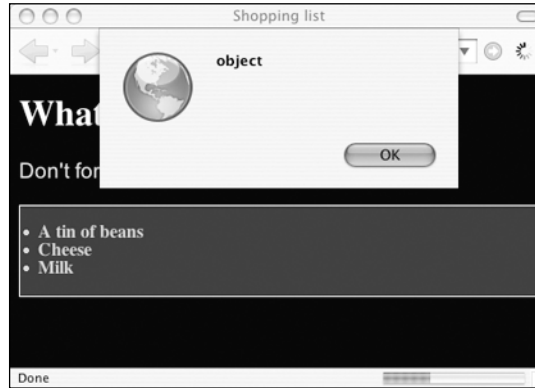 Shopping list
object
OK
What
Don't for
A tin of beans
Cheese
Milk
Done